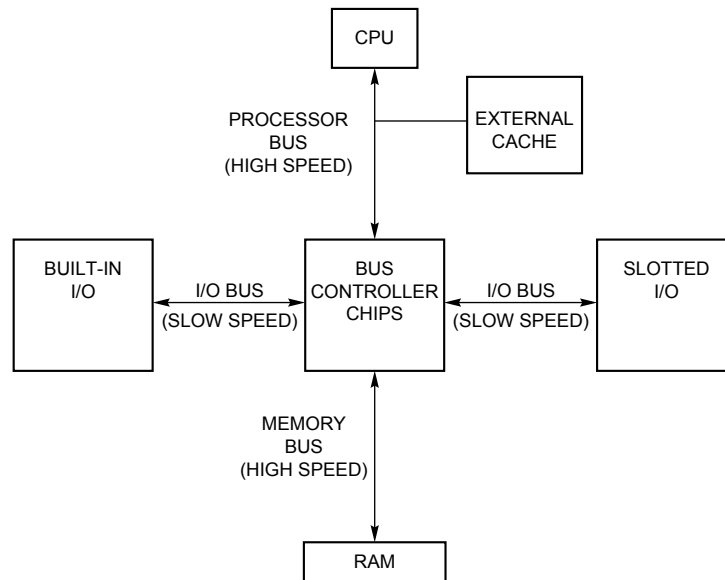 CPU
PROCESSOR
BUS
(HIGH SPEED)
EXTERNAL
CACHE
BUILT-IN
I/O
I/O BUS
(SLOW SPEED)
BUS
CONTROLLER
CHIPS
I/O BUS
(SLOW SPEED)
SLOTTED
I/O
MEMORY
BUS
(HIGH SPEED)
RAM